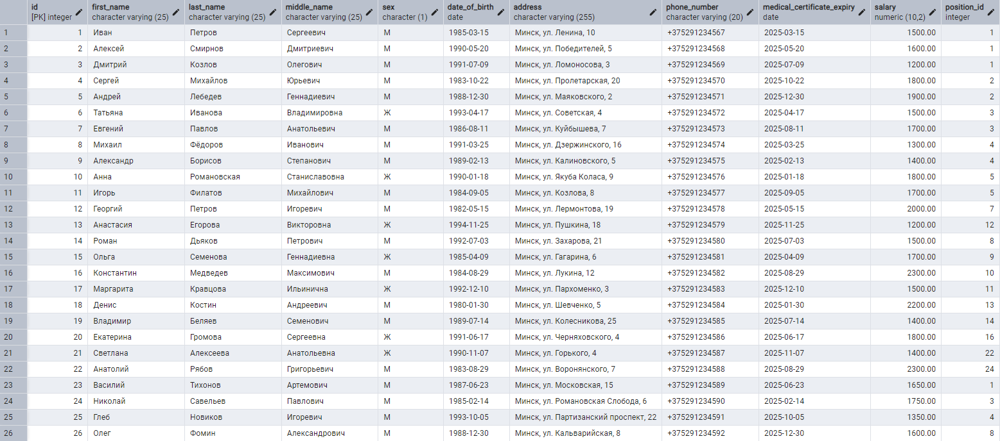 id first_name last_name middle_name sex date_of_birth address phone_number medical_certificate_expiry salary position_id
[PK] integer character varying (25) character varying (25) character varying (25) character (1) date character varying (255) character varying (20) date numeric (10,2) integer
1 1 Иван Петров Сергеевич М 1985-03-15 Минск, ул. Ленина, 10 +375291234567 2025-03-15 1500.00 1
2 2 Алексей Смирнов Дмитриевич М 1990-05-20 Минск, ул. Победителей, 5 +375291234568 2025-05-20 1600.00 1
3 3 Дмитрий Козлов Олегович М 1991-07-09 Минск, ул. Ломоносова, 3 +375291234569 2025-07-09 1200.00 1
4 4 Сергей Михайлов Юрьевич М 1983-10-22 Минск, ул. Пролетарская, 20 +375291234570 2025-10-22 1800.00 2
5 5 Андрей Лебедев Геннадиевич М 1988-12-30 Минск, ул. Маяковского, 2 +375291234571 2025-12-30 1900.00 2
6 6 Татьяна Иванова Владимировна Ж 1993-04-17 Минск, ул. Советская, 4 +375291234572 2025-04-17 1500.00 3
7 7 Евгений Павлов Анатольевич М 1986-08-11 Минск, ул. Куйбышева, 7 +375291234573 2025-08-11 1700.00 3
8 8 Михаил Фёдоров Иванович М 1991-03-25 Минск, ул. Дзержинского, 16 +375291234574 2025-03-25 1300.00 4
9 9 Александр Борисов Степанович М 1989-02-13 Минск, ул. Калиновского, 5 +375291234575 2025-02-13 1400.00 4
10 10 Анна Романовская Станиславовна Ж 1990-01-18 Минск, ул. Якуба Коласа, 9 +375291234576 2025-01-18 1800.00 5
11 11 Игорь Филатов Михайлович М 1984-09-05 Минск, ул. Козлова, 8 +375291234577 2025-09-05 1700.00 5
12 12 Георгий Петров Игоревич М 1982-05-15 Минск, ул. Лермонтова, 19 +375291234578 2025-05-15 2000.00 7
13 13 Анастасия Егорова Викторовна Ж 1994-11-25 Минск, ул. Пушкина, 18 +375291234579 2025-11-25 1200.00 12
14 14 Роман Дьяков Петрович М 1992-07-03 Минск, ул. Захарова, 21 +375291234580 2025-07-03 1500.00 8
15 15 Ольга Семенова Геннадиевна Ж 1985-04-09 Минск, ул. Гагарина, 6 +375291234581 2025-04-09 1700.00 9
16 16 Константин Медведев Максимович М 1984-08-29 Минск, ул. Лукина, 12 +375291234582 2025-08-29 2300.00 10
17 17 Маргарита Кравцова Ильинична Ж 1992-12-10 Минск, ул. Пархоменко, 3 +375291234583 2025-12-10 1500.00 11
18 18 Денис Костин Андреевич М 1980-01-30 Минск, ул. Шевченко, 5 +375291234584 2025-01-30 2200.00 13
19 19 Владимир Беляев Семенович М 1989-07-14 Минск, ул. Колесникова, 25 +375291234585 2025-07-14 1400.00 14
20 20 Екатерина Громова Сергеевна Ж 1991-06-17 Минск, ул. Черняховского, 4 +375291234586 2025-06-17 1800.00 16
21 21 Светлана Алексеева Анатольевна Ж 1990-11-07 Минск, ул. Горького, 4 +375291234587 2025-11-07 1400.00 22
22 22 Анатолий Рябов Григорьевич М 1983-08-29 Минск, ул. Воронянского, 7 +375291234588 2025-08-29 2300.00 24
23 23 Василий Тихонов Артемович М 1987-06-23 Минск, ул. Московская, 15 +375291234589 2025-06-23 1650.00 1
24 24 Николай Савельев Павлович М 1985-02-14 Минск, ул. Романовская Слобода, 6 +375291234590 2025-02-14 1750.00 3
25 25 Глеб Новиков Игоревич М 1993-10-05 Минск, ул. Партизанский проспект, 22 +375291234591 2025-10-05 1350.00 4
26 26 Олег Фомин Александрович М 1988-12-30 Минск, ул. Кальварийская, 8 +375291234592 2025-12-30 1600.00 8